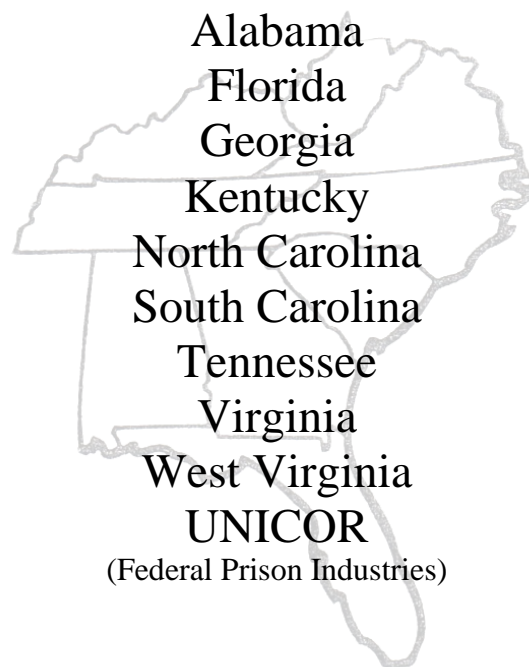 Alabama
Florida
Georgia
Kentucky
North Carolina
South Carolina
Tennessee
Virginia
West Virginia
UNICOR
(Federal Prison Industries)